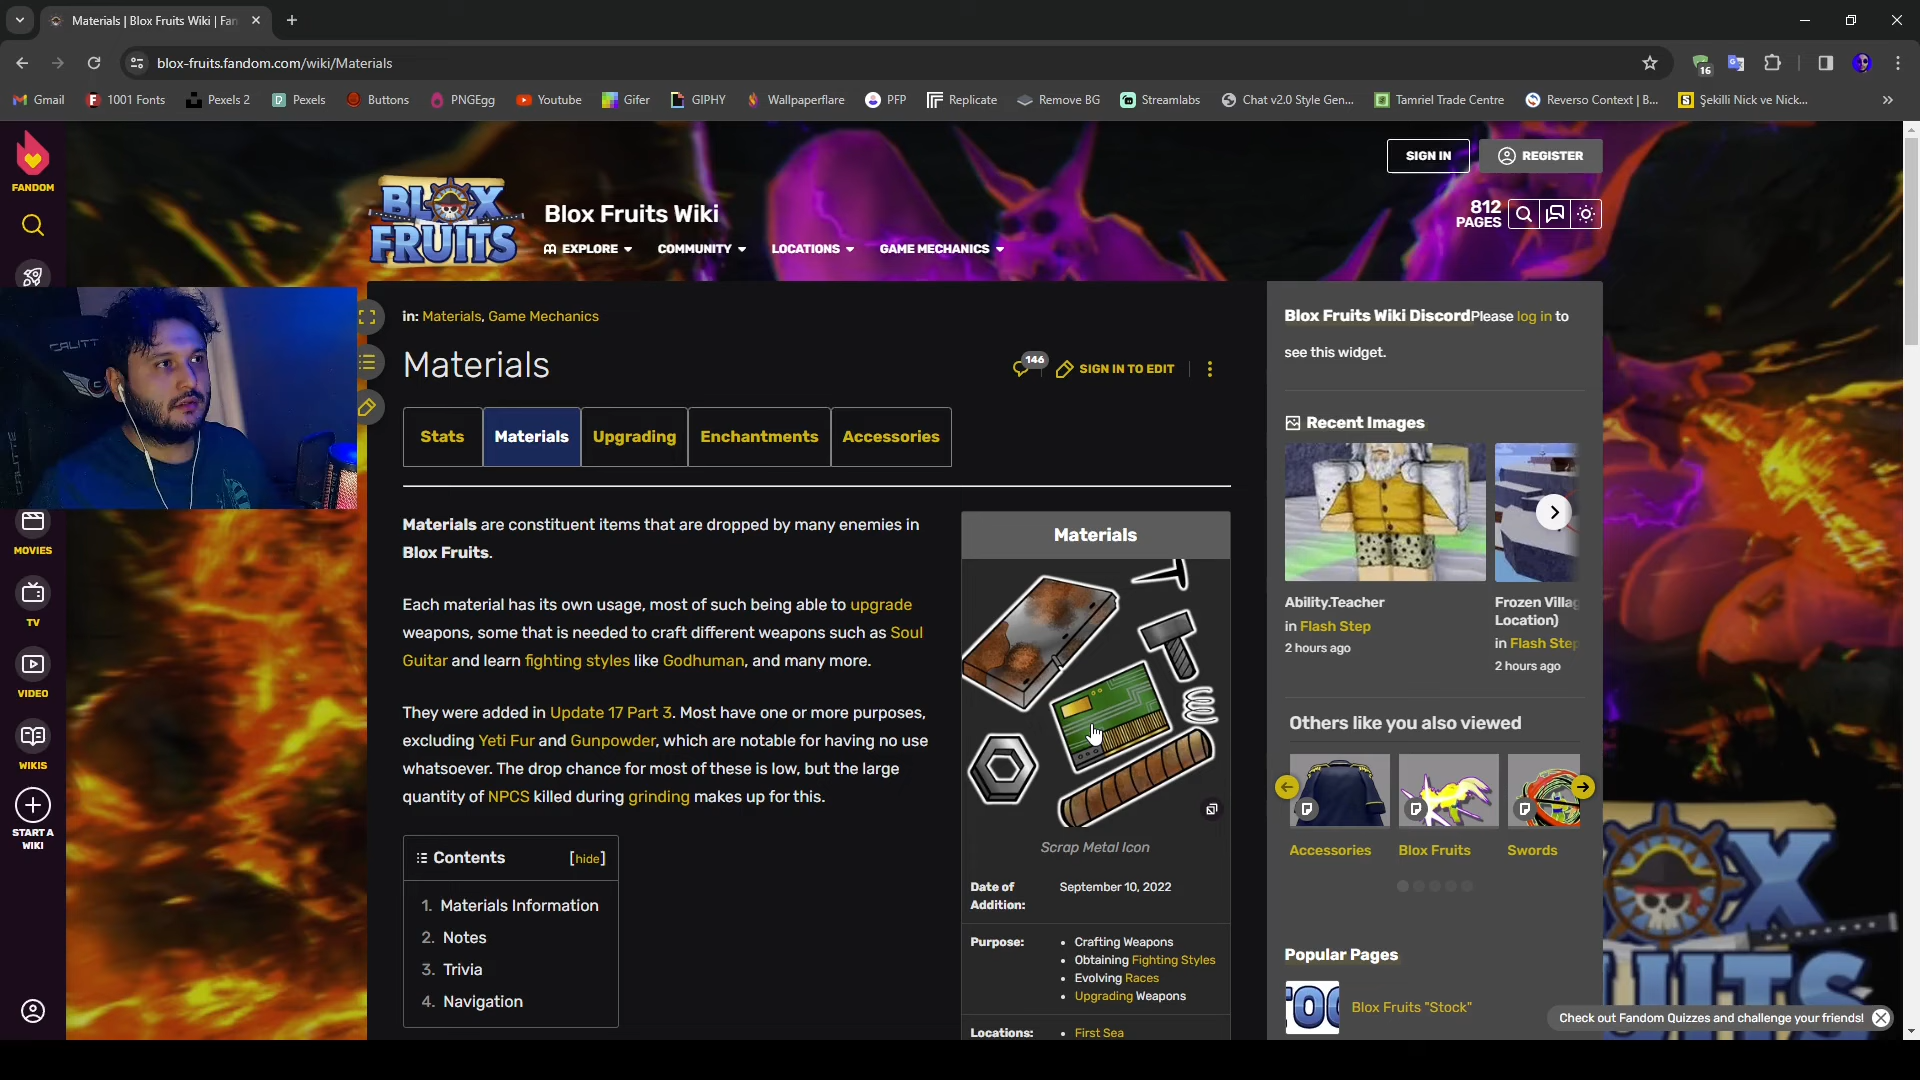 Materials | Blox Fruits Wiki | Fan
blox-fruits.fandom.com/wiki/Materials
16
Gmail
1001 Fonts
Pexels 2
Pexels
Buttons
PNGEgg
Youtube
Gifer
GIPHY
Wallpaperflare
PFP
Replicate
Remove BG
Streamlabs
Chat v2.0 Style Gen...
Tamriel Trade Centre
Reverso Context | B...
Şekilli Nick ve Nick...
FANDOM
MOVIES
TV
VIDEO
WIKIS
START A
WIKI
SIGN IN
REGISTER
BLOX
FRUITS
Blox Fruits Wiki
EXPLORE
COMMUNITY
LOCATIONS
GAME MECHANICS
812
PAGES
in: Materials, Game Mechanics
Materials
146
SIGN IN TO EDIT
Stats
Materials
Upgrading
Enchantments
Accessories
Materials are constituent items that are dropped by many enemies in
Blox Fruits.
Each material has its own usage, most of such being able to upgrade
weapons, some that is needed to craft different weapons such as Soul
Guitar and learn fighting styles like Godhuman, and many more.
They were added in Update 17 Part 3. Most have one or more purposes,
excluding Yeti Fur and Gunpowder, which are notable for having no use
whatsoever. The drop chance for most of these is low, but the large
quantity of NPCS killed during grinding makes up for this.
Contents [hide]
1. Materials Information
2. Notes
3. Trivia
4. Navigation
Materials
Scrap Metal Icon
Date of
Addition:
September 10, 2022
Purpose:
• Crafting Weapons
• Obtaining Fighting Styles
• Evolving Races
• Upgrading Weapons
Locations:
• First Sea
Blox Fruits Wiki DiscordPlease log in to
see this widget.
Recent Images
Ability.Teacher
in Flash Step
2 hours ago
Frozen Villag
Location)
in Flash Step
2 hours ago
Others like you also viewed
Accessories
Blox Fruits
Swords
Popular Pages
Blox Fruits "Stock"
Check out Fandom Quizzes and challenge your friends!